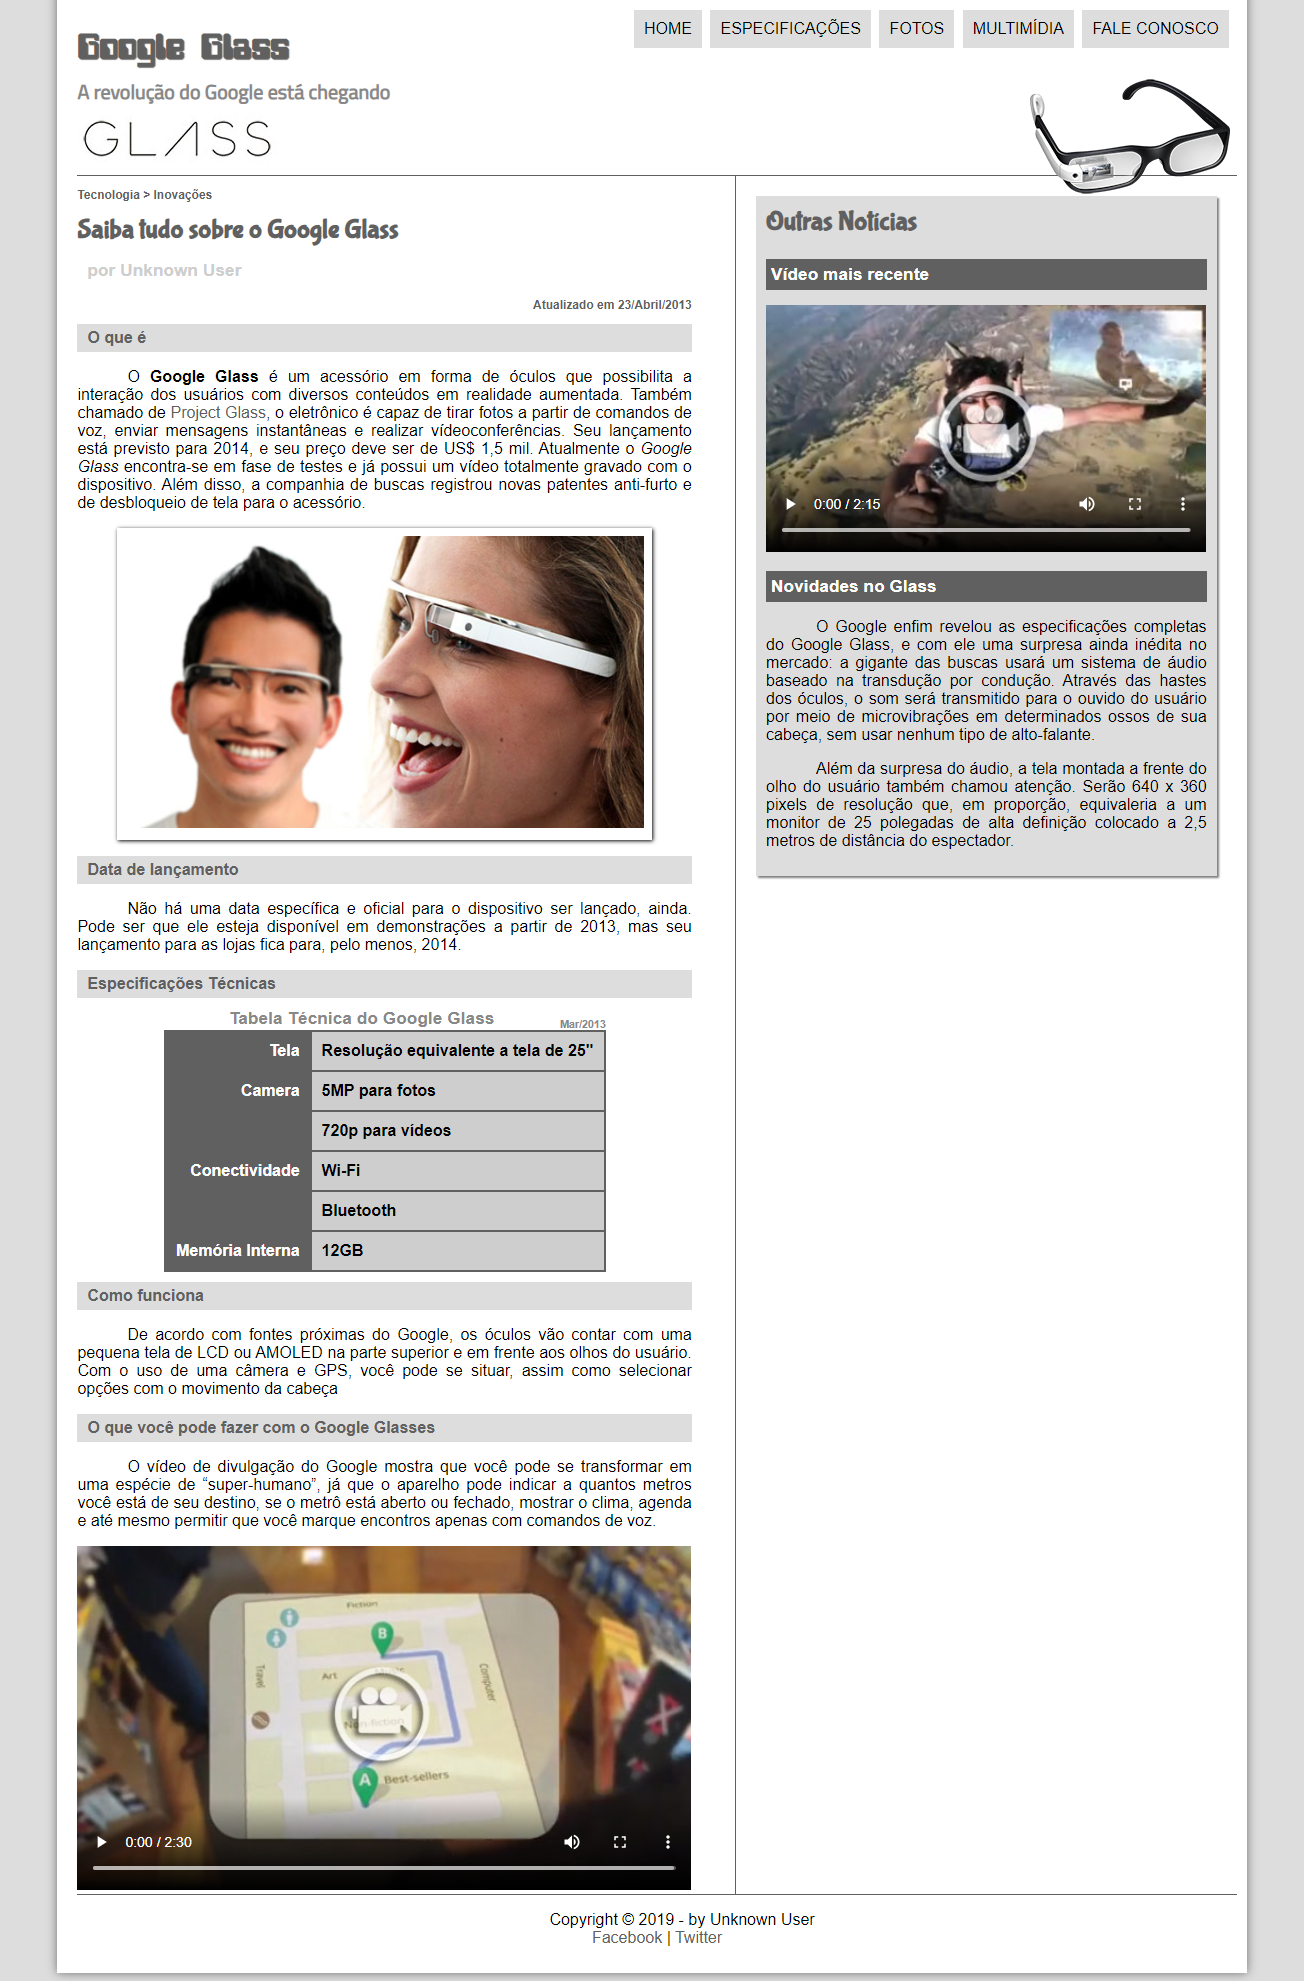 HOME ESPECIFICAÇÕES FOTOS MULTIMÍDIA FALE CONOSCO
Google Glass
A revolução do Google está chegando
GLASS
Tecnologia > Inovações
Saiba tudo sobre o Google Glass
por Unknown User
Atualizado em 23/Abril/2013
O que é
O Google Glass é um acessório em forma de óculos que possibilita a
interação dos usuários com diversos conteúdos em realidade aumentada. Também
chamado de Project Glass, o eletrônico é capaz de tirar fotos a partir de comandos de
voz, enviar mensagens instantâneas e realizar vídeoconferências. Seu lançamento
está previsto para 2014, e seu preço deve ser de US$ 1,5 mil. Atualmente o Google
Glass encontra-se em fase de testes e já possui um vídeo totalmente gravado com o
dispositivo. Além disso, a companhia de buscas registrou novas patentes anti-furto e
de desbloqueio de tela para o acessório.
Data de lançamento
Não há uma data específica e oficial para o dispositivo ser lançado, ainda.
Pode ser que ele esteja disponível em demonstrações a partir de 2013, mas seu
lançamento para as lojas fica para, pelo menos, 2014.
Especificações Técnicas
Tabela Técnica do Google Glass Mar/2013
Tela Resolução equivalente a tela de 25"
Camera 5MP para fotos
720p para vídeos
Conectividade Wi-Fi
Bluetooth
Memória Interna 12GB
Como funciona
De acordo com fontes próximas do Google, os óculos vão contar com uma
pequena tela de LCD ou AMOLED na parte superior e em frente aos olhos do usuário.
Com o uso de uma câmera e GPS, você pode se situar, assim como selecionar
opções com o movimento da cabeça
O que você pode fazer com o Google Glasses
O vídeo de divulgação do Google mostra que você pode se transformar em
uma espécie de “super-humano”, já que o aparelho pode indicar a quantos metros
você está de seu destino, se o metrô está aberto ou fechado, mostrar o clima, agenda
e até mesmo permitir que você marque encontros apenas com comandos de voz.
Fiction
B
Travel
Art
Computer
Non-fiction
A
Best-sellers
0:00 / 2:30
Outras Notícias
Vídeo mais recente
0:00 / 2:15
Novidades no Glass
O Google enfim revelou as especificações completas
do Google Glass, e com ele uma surpresa ainda inédita no
mercado: a gigante das buscas usará um sistema de áudio
baseado na transdução por condução. Através das hastes
dos óculos, o som será transmitido para o ouvido do usuário
por meio de microvibrações em determinados ossos de sua
cabeça, sem usar nenhum tipo de alto-falante.
Além da surpresa do áudio, a tela montada a frente do
olho do usuário também chamou atenção. Serão 640 x 360
pixels de resolução que, em proporção, equivaleria a um
monitor de 25 polegadas de alta definição colocado a 2,5
metros de distância do espectador.
Copyright © 2019 - by Unknown User
Facebook | Twitter